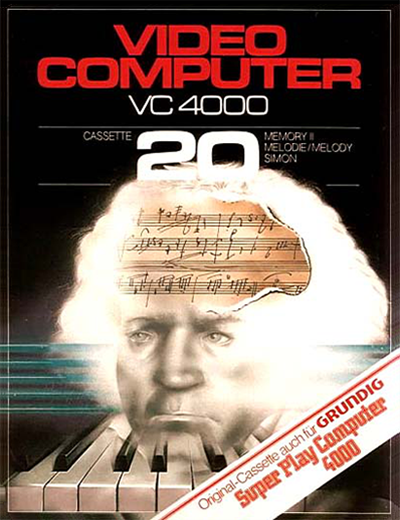 VIDEO
COMPUTER
VC 4000
CASSETTE
20
MEMORY II
MELODIE/MELODY
SIMON
Original-Cassette auch für GRUNDIG
Super Play Computer
4000